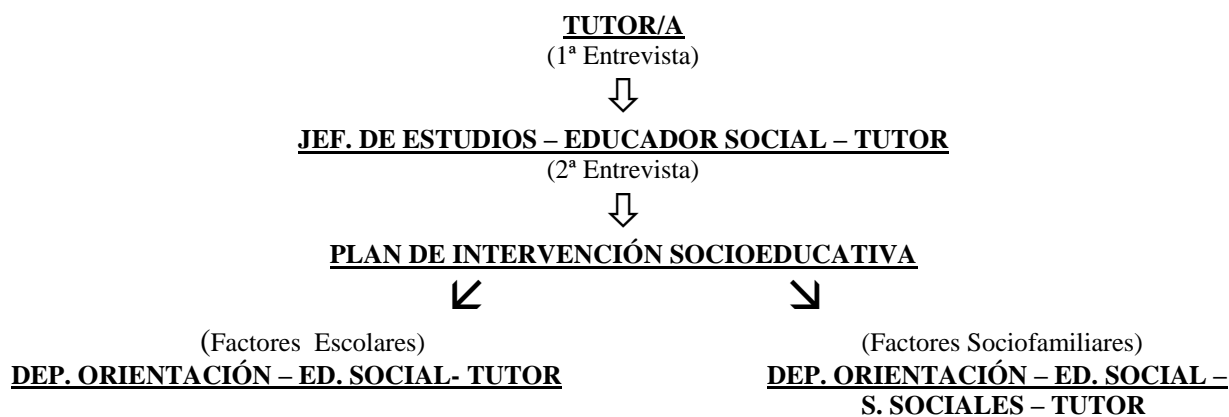 TUTOR/A
(1ª Entrevista)
JEF. DE ESTUDIOS – EDUCADOR SOCIAL – TUTOR
(2ª Entrevista)
PLAN DE INTERVENCIÓN SOCIOEDUCATIVA
(Factores Escolares)
DEP. ORIENTACIÓN – ED. SOCIAL- TUTOR
(Factores Sociofamiliares)
DEP. ORIENTACIÓN – ED. SOCIAL –
S. SOCIALES – TUTOR